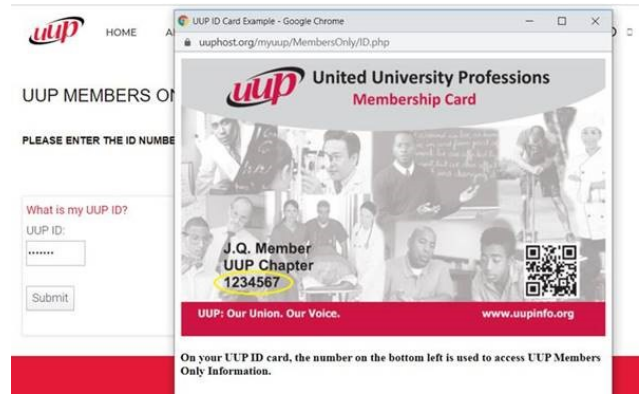 UUP ID Card Example - Google Chrome
uuphost.org/myuup/MembersOnly/ID.php
uup
HOME
UUP MEMBERS ON
PLEASE ENTER THE ID NUMBE
What is my UUP ID?
UUP ID:
Submit
uup
United University Professions
Membership Card
J.Q. Member
UUP Chapter
1234567
UUP: Our Union. Our Voice.
www.uupinfo.org
On your UUP ID card, the number on the bottom left is used to access UUP Members
Only Information.